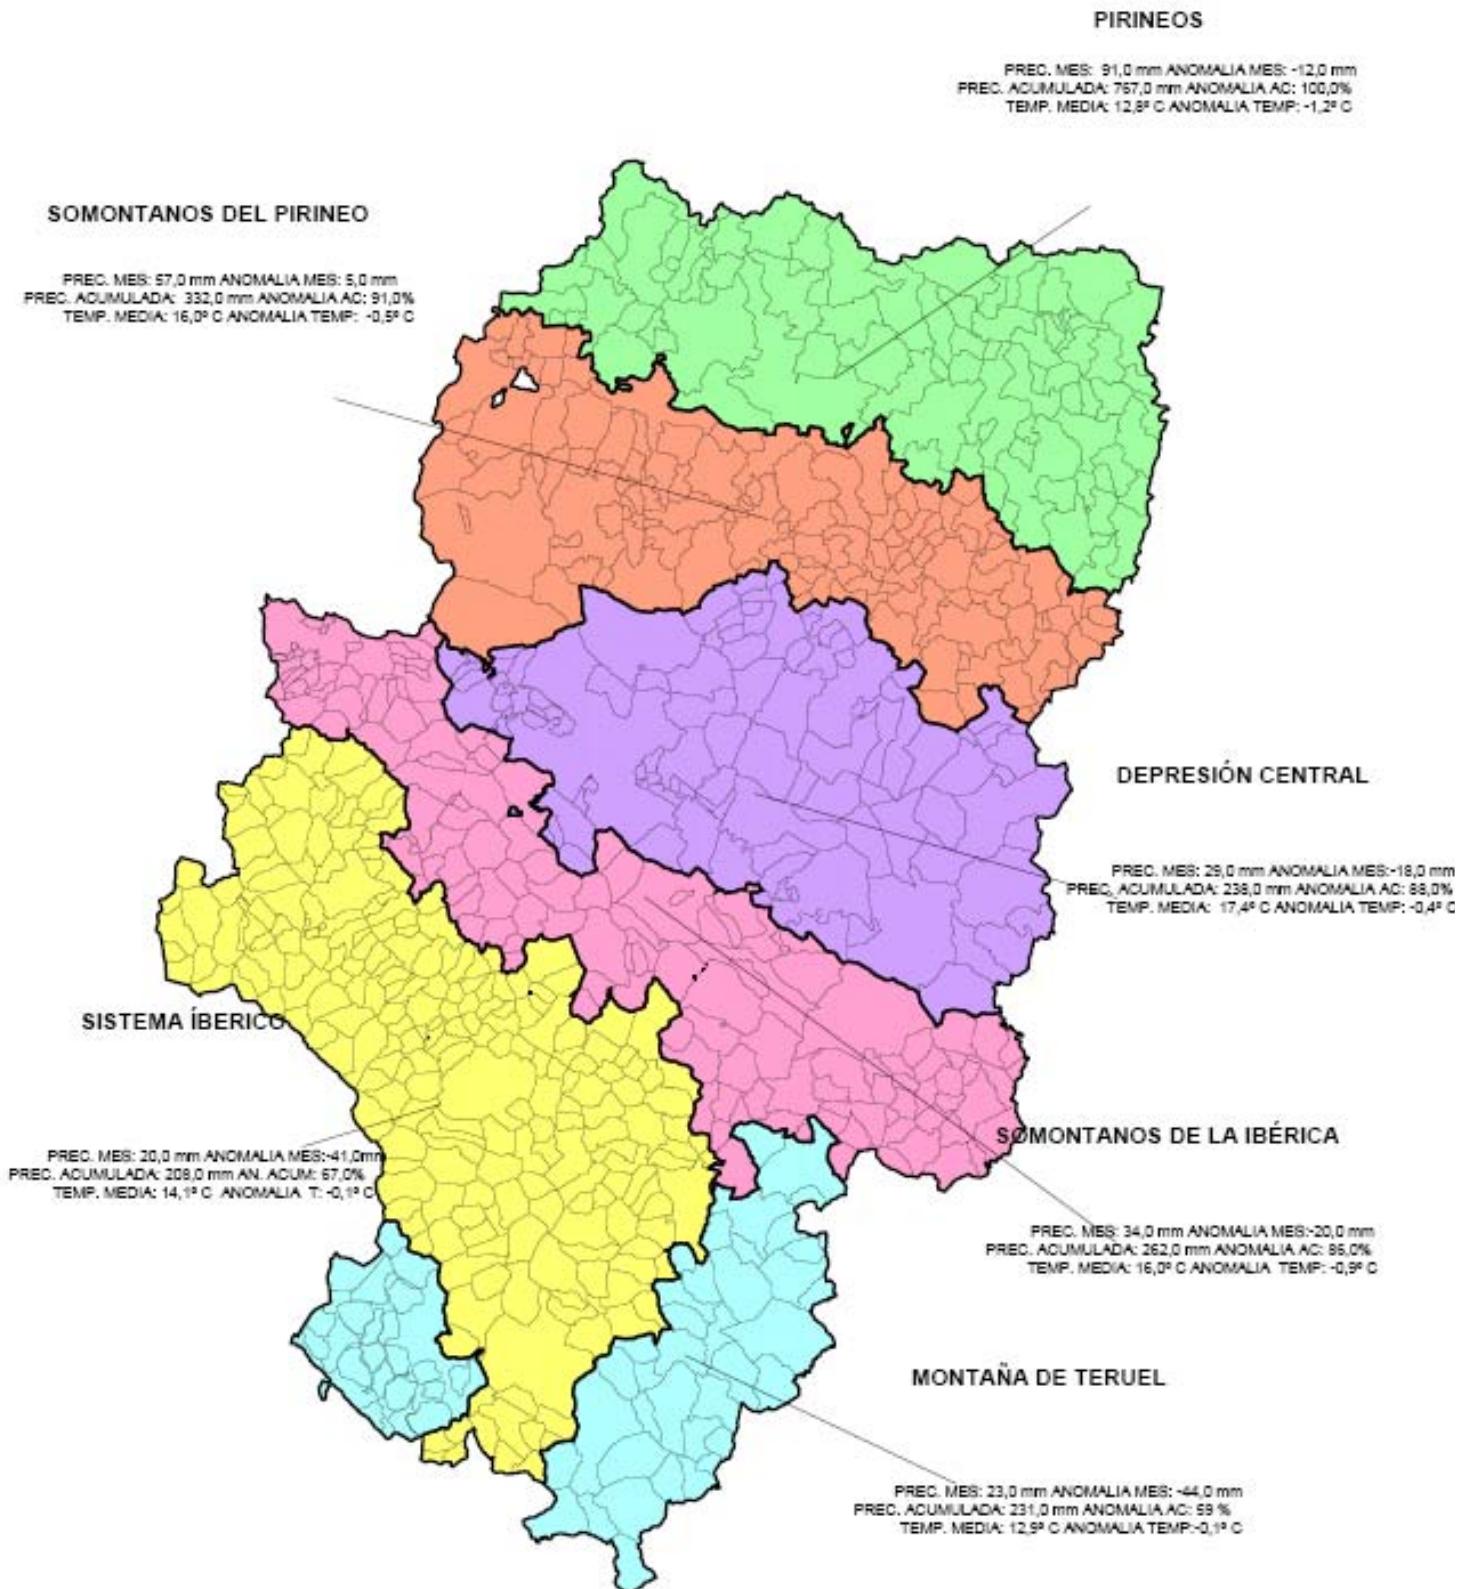 PIRINEOS
PREC. MES: 91,0 mm ANOMALIA MES: -12,0 mm
PREC. ACUMULADA: 767,0 mm ANOMALIA AC: 100,0%
TEMP. MEDIA: 12,8º C ANOMALIA TEMP: -1,2º C
SOMONTANOS DEL PIRINEO
PREC. MES: 57,0 mm ANOMALIA MES: 5,0 mm
PREC. ACUMULADA: 332,0 mm ANOMALIA AC: 91,0%
TEMP. MEDIA: 16,0º C ANOMALIA TEMP: -0,5º C
DEPRESIÓN CENTRAL
PREC. MES: 29,0 mm ANOMALIA MES:-18,0 mm
PREC. ACUMULADA: 238,0 mm ANOMALIA AC: 88,0%
TEMP. MEDIA: 17,4º C ANOMALIA TEMP: -0,4º C
SISTEMA ÍBERICO
PREC. MES: 20,0 mm ANOMALIA MES:-41,0mm
PREC. ACUMULADA: 208,0 mm AN. ACUM: 67,0%
TEMP. MEDIA: 14,1º C ANOMALIA T: -0,1º C
SOMONTANOS DE LA IBÉRICA
PREC. MES: 34,0 mm ANOMALIA MES:-20,0 mm
PREC. ACUMULADA: 262,0 mm ANOMALIA AC: 86,0%
TEMP. MEDIA: 16,0º C ANOMALIA TEMP: -0,9º C
MONTAÑA DE TERUEL
PREC. MES: 23,0 mm ANOMALIA MES: -44,0 mm
PREC. ACUMULADA: 231,0 mm ANOMALIA AC: 59 %
TEMP. MEDIA: 12,9º C ANOMALIA TEMP:-0,1º C